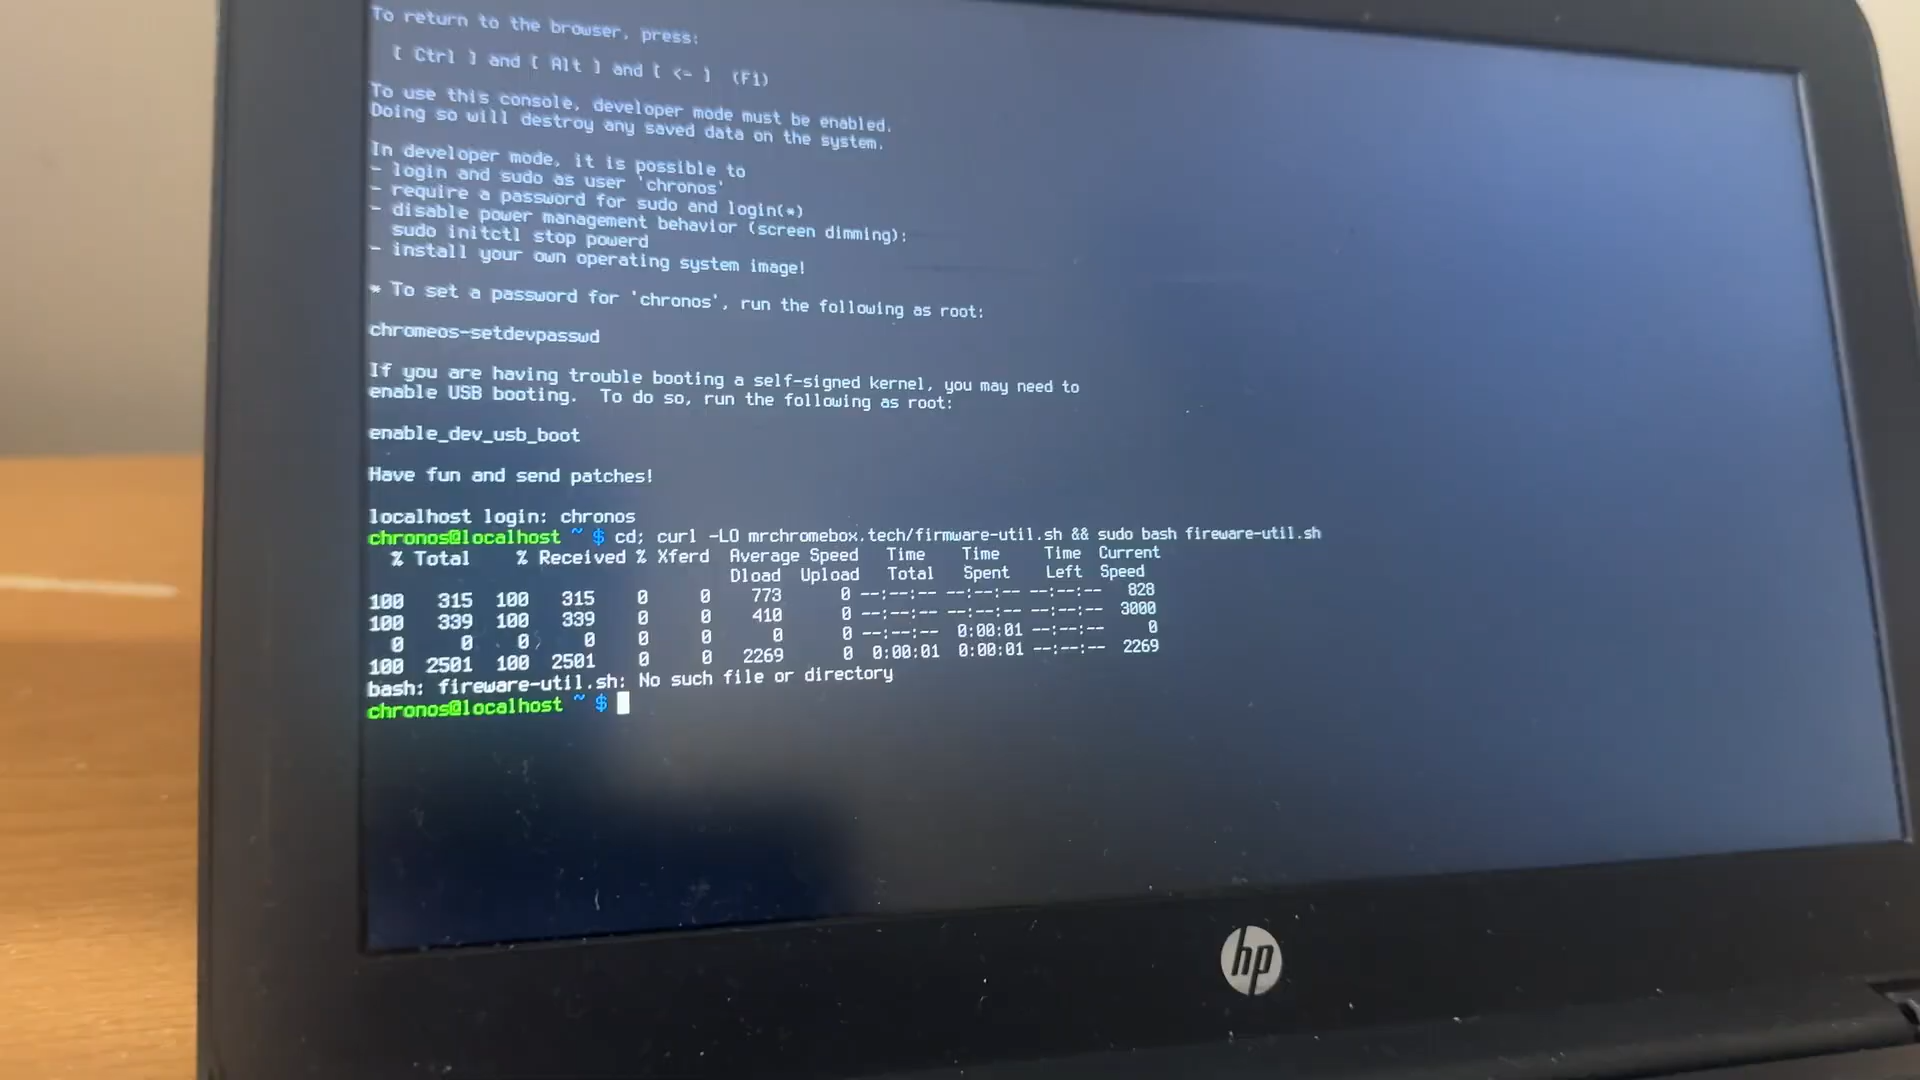 To return to the browser, press:
[ Ctrl ] and [ Alt ] and [ <- ] (F1)
To use this console, developer mode must be enabled.
Doing so will destroy any saved data on the system.
In developer mode, it is possible to
- login and sudo as user 'chronos'
- require a password for sudo and login(*)
- disable power management behavior (screen dimming):
sudo initctl stop powerd
- install your own operating system image!
* To set a password for 'chronos', run the following as root:
chromeos-setdevpasswd
If you are having trouble booting a self-signed kernel, you may need to
enable USB booting. To do so, run the following as root:
enable_dev_usb_boot
Have fun and send patches!
localhost login: chronos
chronos@localhost ~ $ cd; curl -LO mrchromebox.tech/firmware-util.sh && sudo bash fireware-util.sh
% Total % Received % Xferd Average Speed Time Time Time Current
Dload Upload Total Spent Left Speed
100 315 100 315 0 0 773 0 --:--:-- --:--:-- --:--:-- 828
100 339 100 339 0 0 410 0 --:--:-- --:--:-- --:--:-- 3000
0 0 0 0 0 0 0 0 --:--:-- 0:00:01 --:--:-- 0
100 2501 100 2501 0 0 2269 0 0:00:01 0:00:01 --:--:-- 2269
bash: fireware-util.sh: No such file or directory
chronos@localhost ~ $
hp